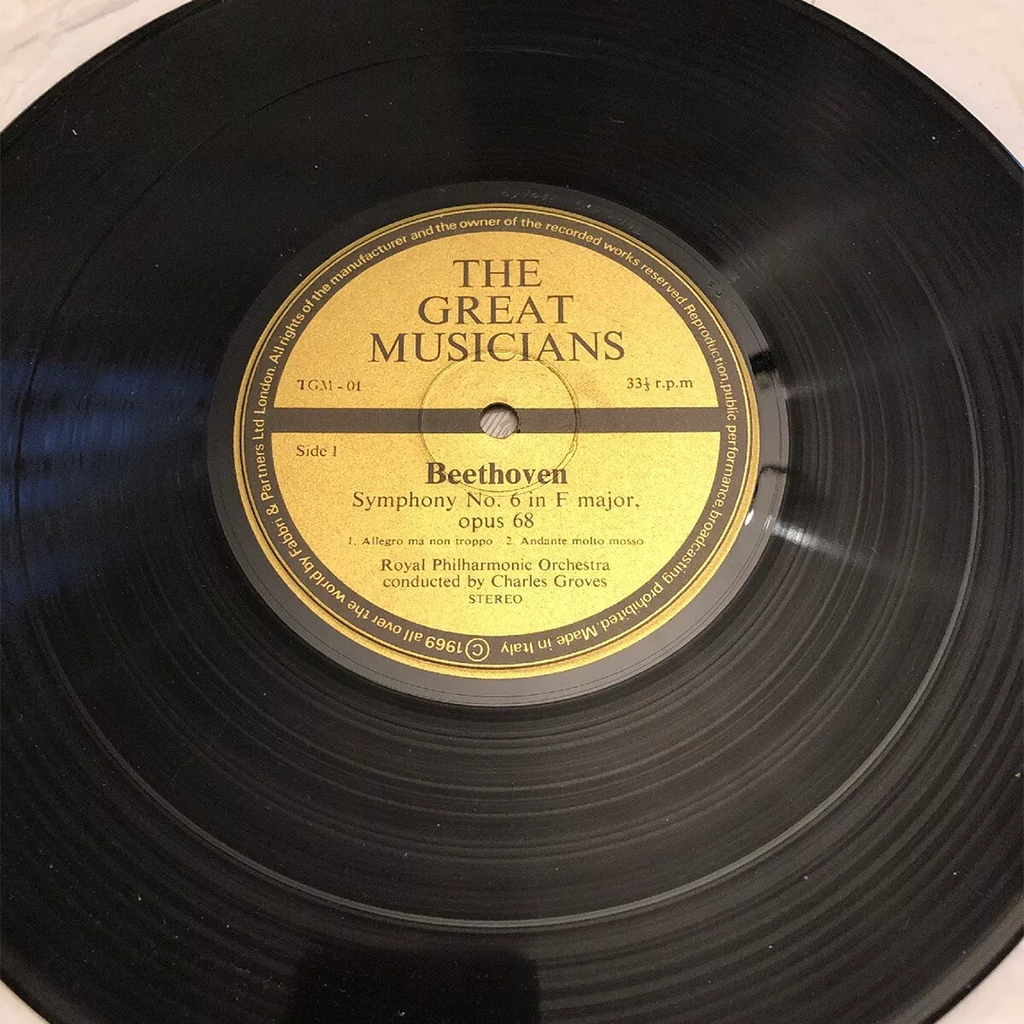 THE
GREAT
MUSICIANS
TGM - 01
33⅓ r.p.m
Side 1
Beethoven
Symphony No. 6 in F major,
opus 68
1. Allegro ma non troppo 2. Andante molto mosso
Royal Philharmonic Orchestra
conducted by Charles Groves
STEREO
©1969 all over the world by Fabbri & Partners Ltd London. All rights of the manufacturer and the owner of the recorded works reserved. Reproduction, public performance, broadcasting prohibited. Made in Italy